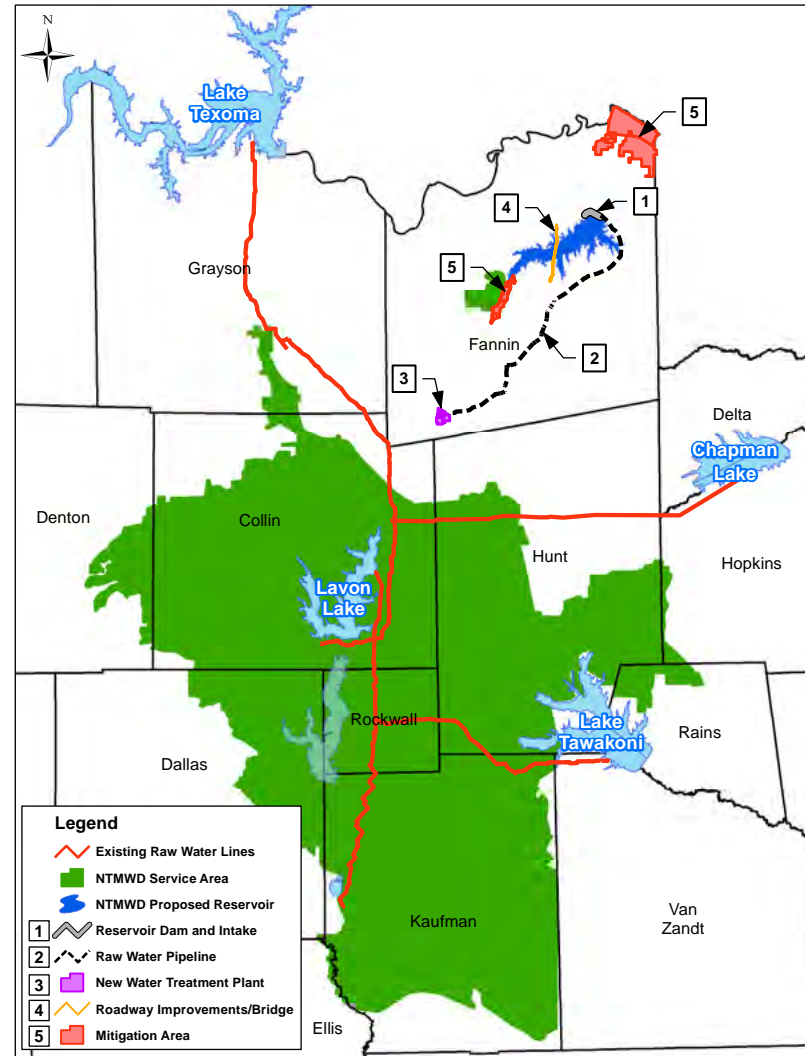 N
Lake
Texoma
5
1
4
Grayson
5
Fannin
2
3
Delta
Chapman
Lake
Denton
Collin
Hunt
Hopkins
Lavon
Lake
Rockwall
Lake
Tawakoni
Rains
Dallas
Legend
Existing Raw Water Lines
NTMWD Service Area
NTMWD Proposed Reservoir
1 Reservoir Dam and Intake
2 Raw Water Pipeline
3 New Water Treatment Plant
4 Roadway Improvements/Bridge
5 Mitigation Area
Kaufman
Van
Zandt
Ellis